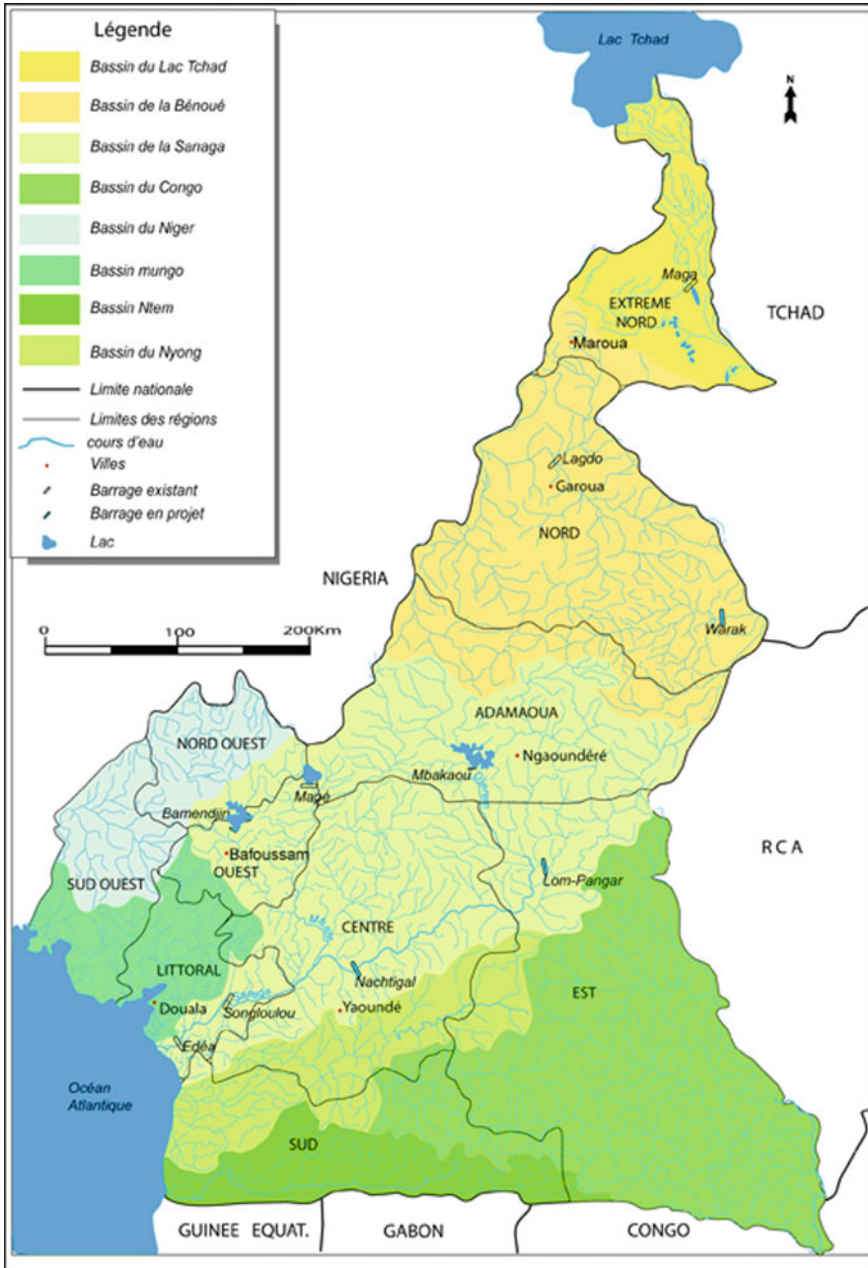 Légende
Bassin du Lac Tchad
Bassin de la Bénoué
Bassin de la Sanaga
Bassin du Congo
Bassin du Niger
Bassin mungo
Bassin Ntem
Bassin du Nyong
Limite nationale
Limites des régions
cours d'eau
Villes
Barrage existant
Barrage en projet
Lac
0 100 200Km
Lac Tchad
N
Maga
EXTREME
NORD
TCHAD
Maroua
Lagdo
Garoua
NORD
NIGERIA
Warak
ADAMAOUA
NORD OUEST
Ngaoundéré
Mbakaou
Djerem
Mapé
Bamendjin
Bafoussam
OUEST
RCA
Lom-Pangar
SUD OUEST
CENTRE
Mbam
LITTORAL
Nachtigal
EST
Sanaga
Douala
Songloulou
Yaoundé
Edéa
Océan
Atlantique
SUD
GUINEE EQUAT.
GABON
CONGO